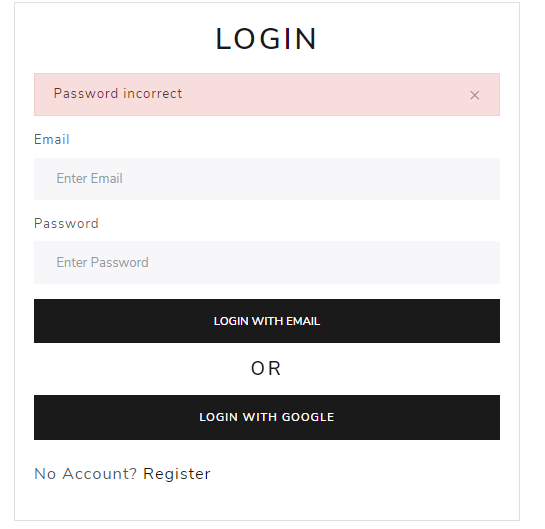 LOGIN
Password incorrect ×
Email
Enter Email
Password
Enter Password
LOGIN WITH EMAIL
OR
LOGIN WITH GOOGLE
No Account? Register